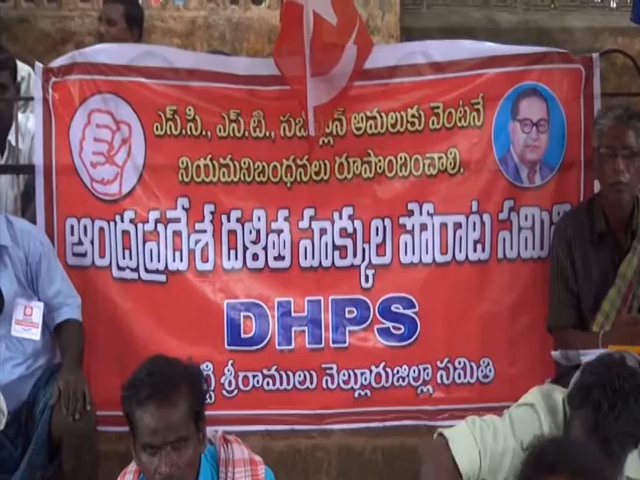 ఎస్.సి., ఎస్.టి., సబ్‌ప్లాన్ అమలుకు వెంటనే
నియమనిబంధనలు రూపొందించాలి.
ఆంధ్రప్రదేశ్ దళిత హక్కుల పోరాట సమితి
DHPS
శ్రీరాములు నెల్లూరుజిల్లా సమితి